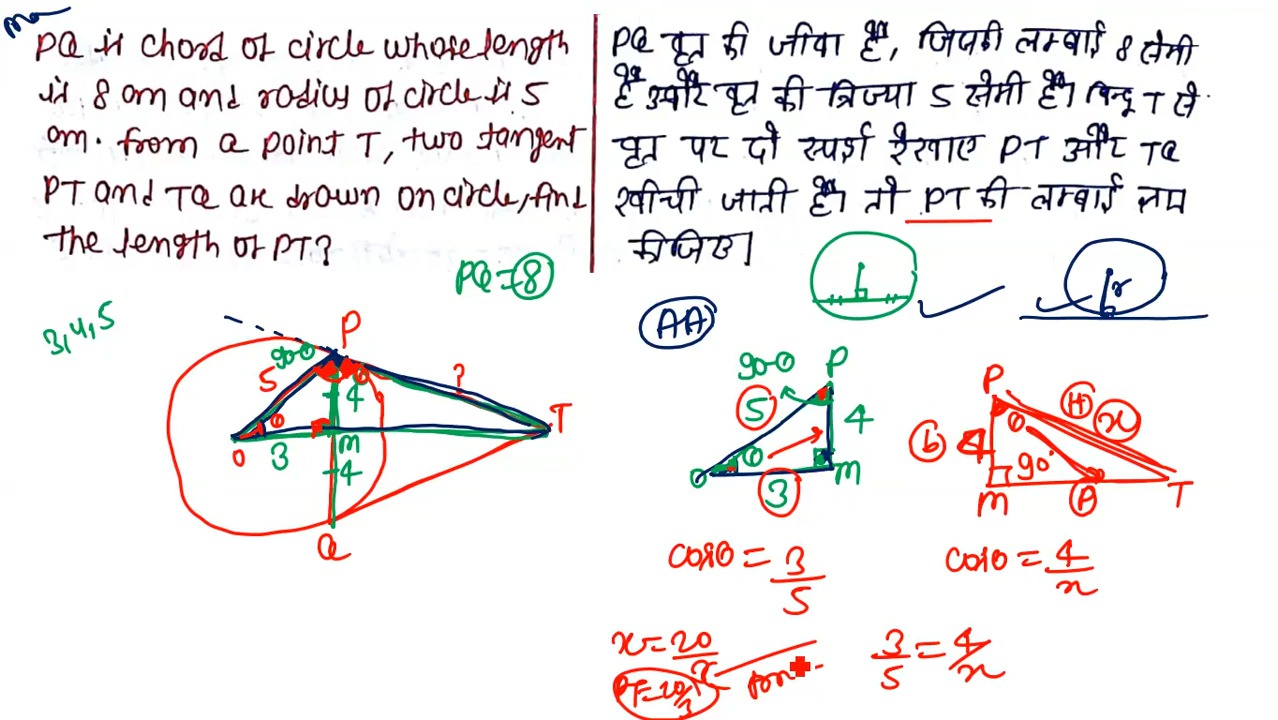 PQ is chord of circle whose length
is 8 cm and radius of circle is 5
cm. from a point T, two tangent
PT and TQ are drawn on circle, find
the length of PT?
PQ वृत की जीवा है, जिसकी लम्बाई 8 सेमी
है और वृत की त्रिज्या 5 सेमी है। बिन्दु T से
वृत पर दो स्पर्श रेखाए PT और TQ
खीची जाती है। तो PT की लम्बाई ज्ञात
कीजिए।
PQ = 8
3,4,5
P
90-θ
5
θ
4
?
T
θ
O
3
M
4
Q
r
AA
90-θ
P
5
4
θ
O
3
M
P
H
x
θ
b
4
90°
M
P
T
cosθ = 3/5
cosθ = 4/x
x = 20/
3/5 = 4/x
PT = 20/3